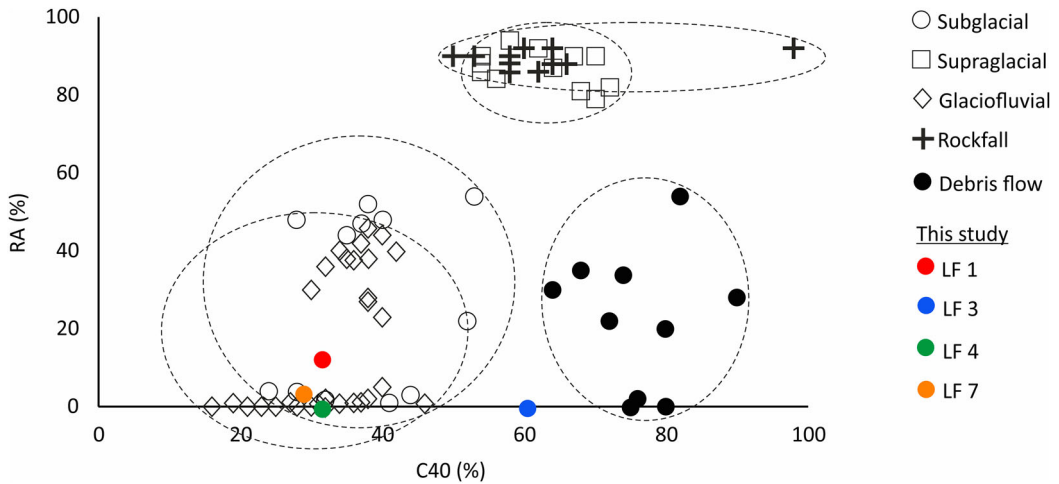 100
80
60
40
20
0
RA (%)
0
20
40
60
80
100
C40 (%)
Subglacial
Supraglacial
Glaciofluvial
Rockfall
Debris flow
This study
LF 1
LF 3
LF 4
LF 7